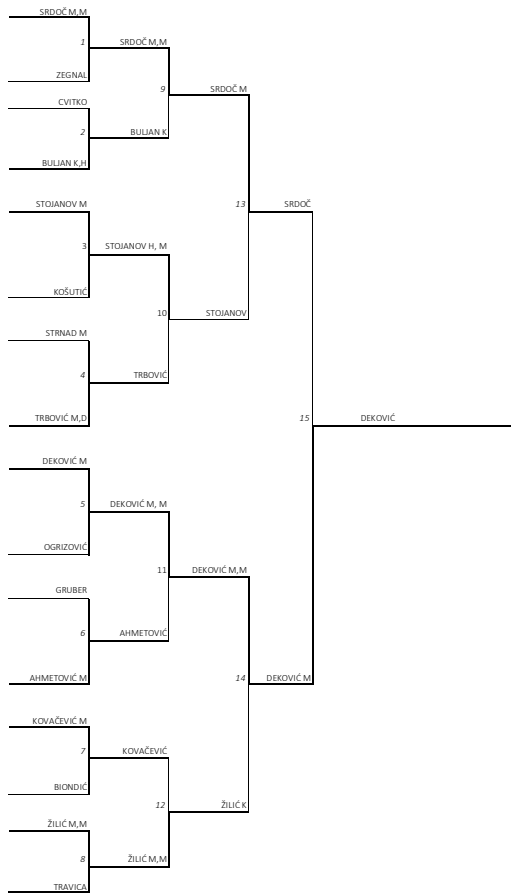 SRDOČ M,M
1 SRDOČ M,M
ZEGNAL
9 SRDOČ M
CVITKO
2 BULJAN K
BULJAN K,H
STOJANOV M
13 SRDOČ
3 STOJANOV H, M
KOŠUTIĆ
10 STOJANOV
STRNAD M
4 TRBOVIĆ
TRBOVIĆ M,D
15 DEKOVIĆ
DEKOVIĆ M
5 DEKOVIĆ M, M
OGRIZOVIĆ
11 DEKOVIĆ M,M
GRUBER
6 AHMETOVIĆ
AHMETOVIĆ M
14 DEKOVIĆ M
KOVAČEVIĆ M
7 KOVAČEVIĆ
BIONDIĆ
12 ŽILIĆ K
ŽILIĆ M,M
8 ŽILIĆ M,M
TRAVICA